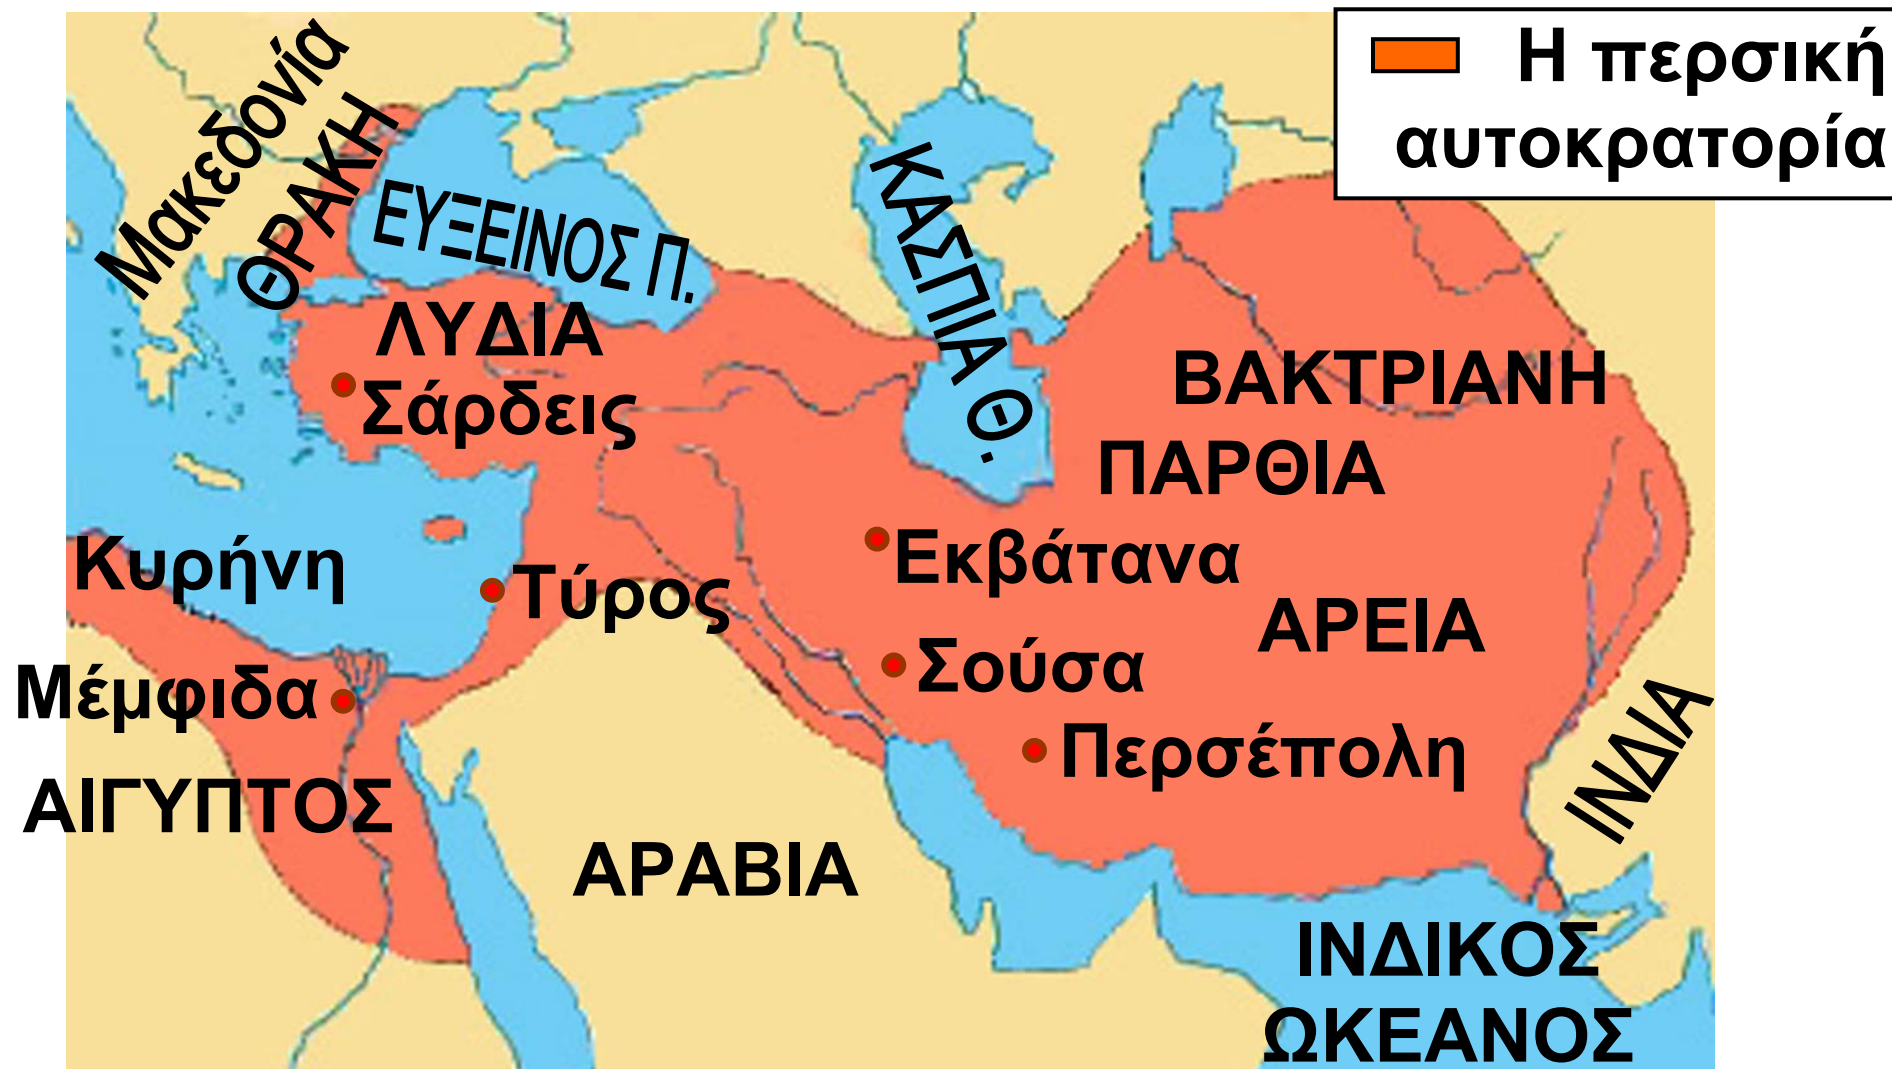 Η περσική
αυτοκρατορία
Μακεδονία
ΘΡΑΚΗ
ΕΥΞΕΙΝΟΣ Π.
ΚΑΣΠΙΑ Θ.
ΛΥΔΙΑ
Σάρδεις
ΒΑΚΤΡΙΑΝΗ
ΠΑΡΘΙΑ
Κυρήνη
Τύρος
Εκβάτανα
ΑΡΕΙΑ
Μέμφιδα
Σούσα
Περσέπολη
ΙΝΔΙΑ
ΑΙΓΥΠΤΟΣ
ΑΡΑΒΙΑ
ΙΝΔΙΚΟΣ
ΩΚΕΑΝΟΣ